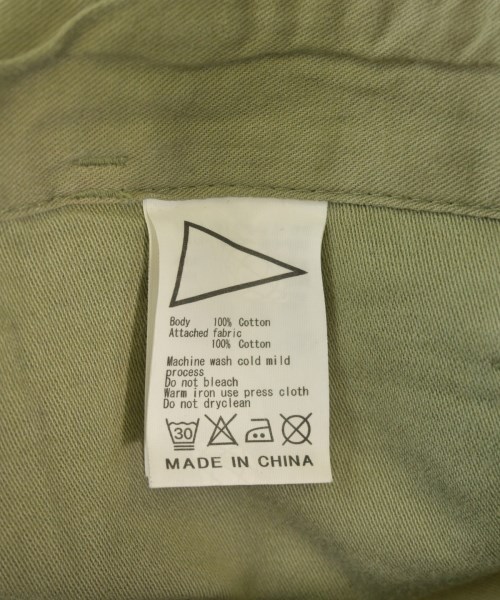 Body 100% Cotton
Attached fabric
100% Cotton
Machine wash cold mild
process
Do not bleach
Warm iron use press cloth
Do not dryclean
30
MADE IN CHINA